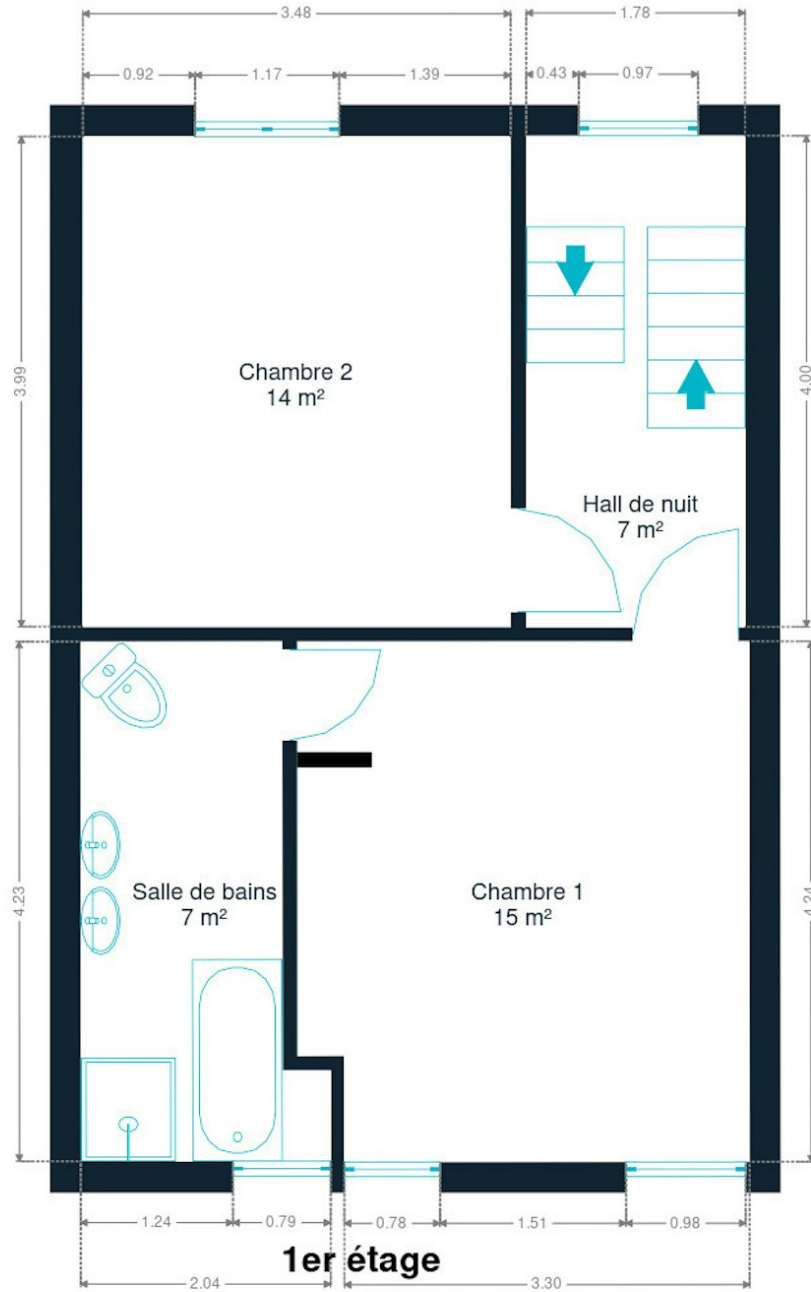 3.48
1.78
0.92
1.17
1.39
0.43
0.97
3.99
4.00
Chambre 2
14 m²
Hall de nuit
7 m²
4.23
4.24
Salle de bains
7 m²
Chambre 1
15 m²
1.24
0.79
0.78
1.51
0.98
1er étage
2.04
3.30